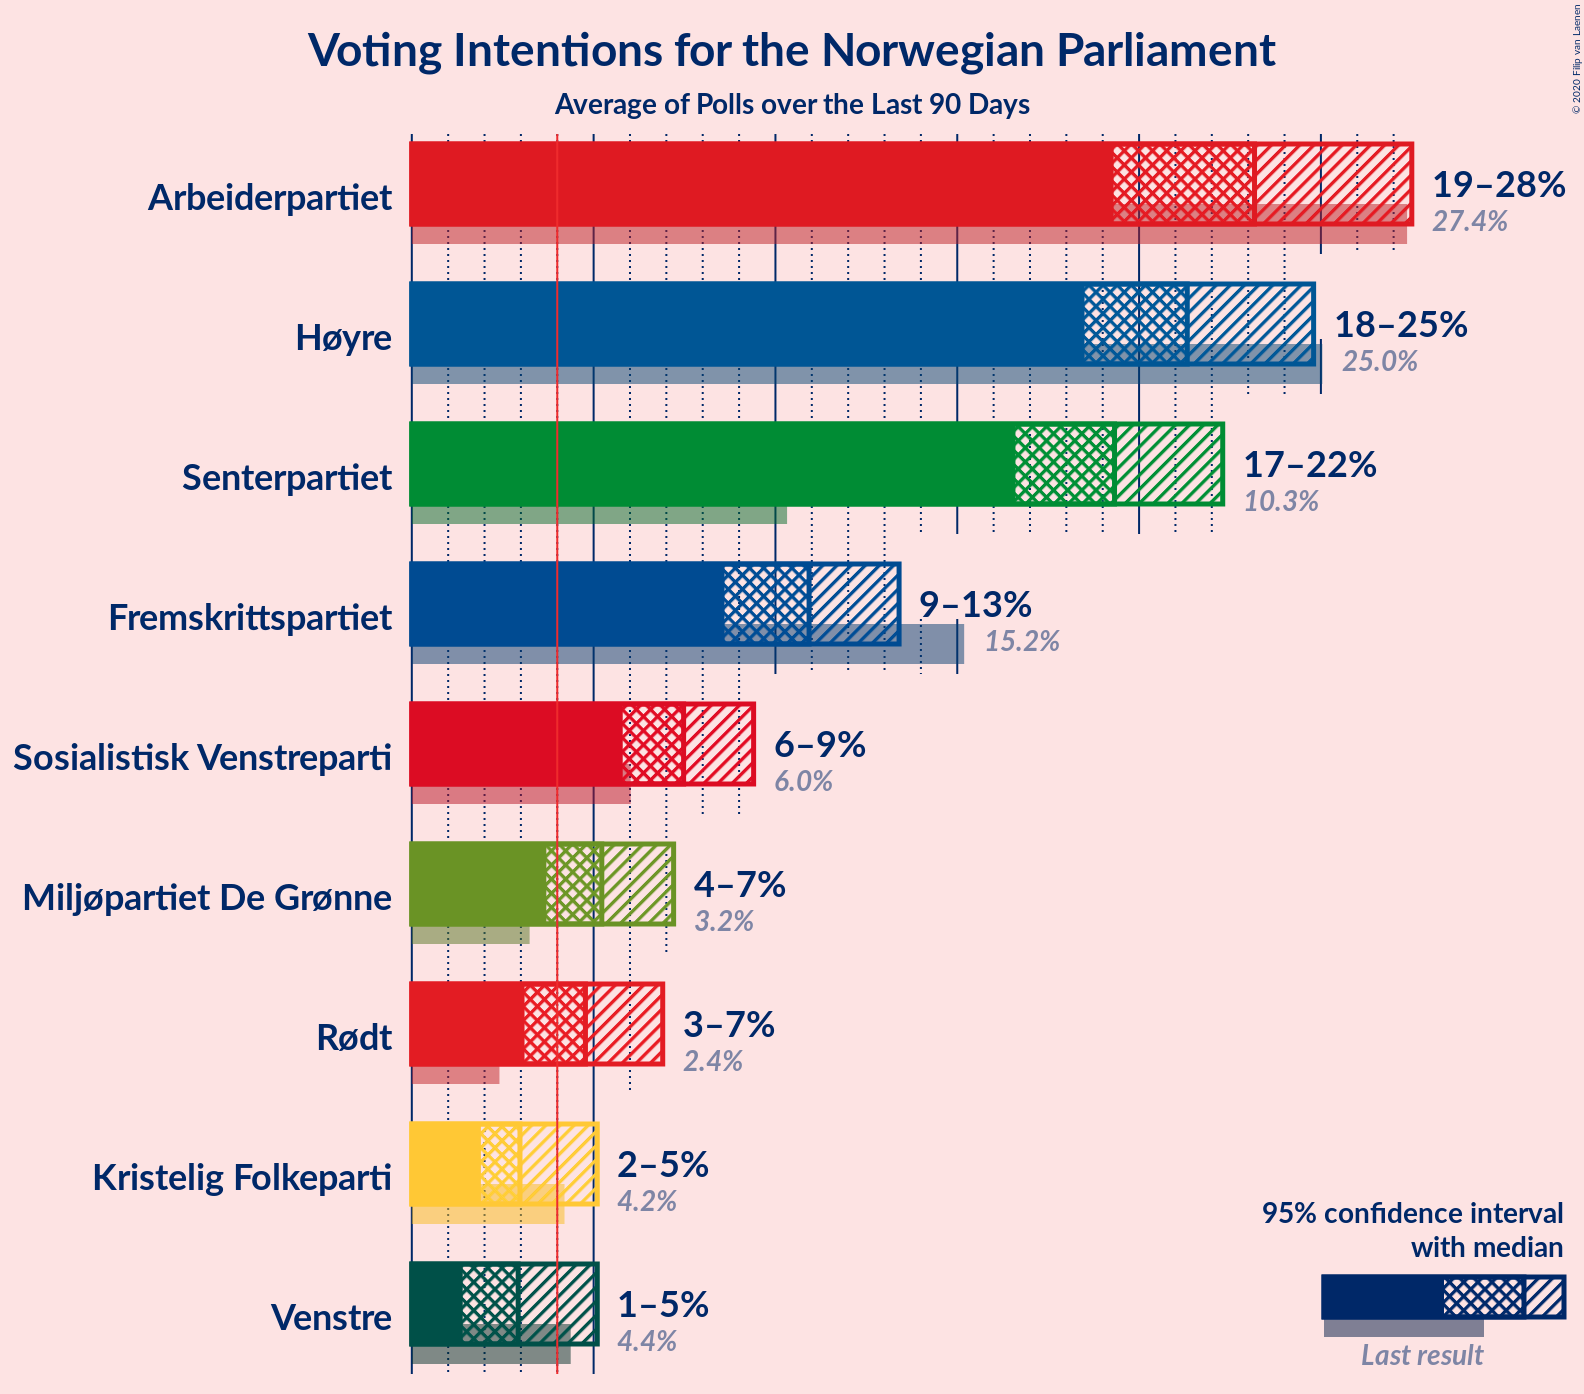 Voting Intentions for the Norwegian Parliament
Average of Polls over the Last 90 Days
© 2020 Filip van Laenen
Arbeiderpartiet
19–28%
27.4%
Høyre
18–25%
25.0%
Senterpartiet
17–22%
10.3%
Fremskrittspartiet
9–13%
15.2%
Sosialistisk Venstreparti
6–9%
6.0%
Miljøpartiet De Grønne
4–7%
3.2%
Rødt
3–7%
2.4%
Kristelig Folkeparti
2–5%
4.2%
Venstre
1–5%
4.4%
95% confidence interval
with median
Last result